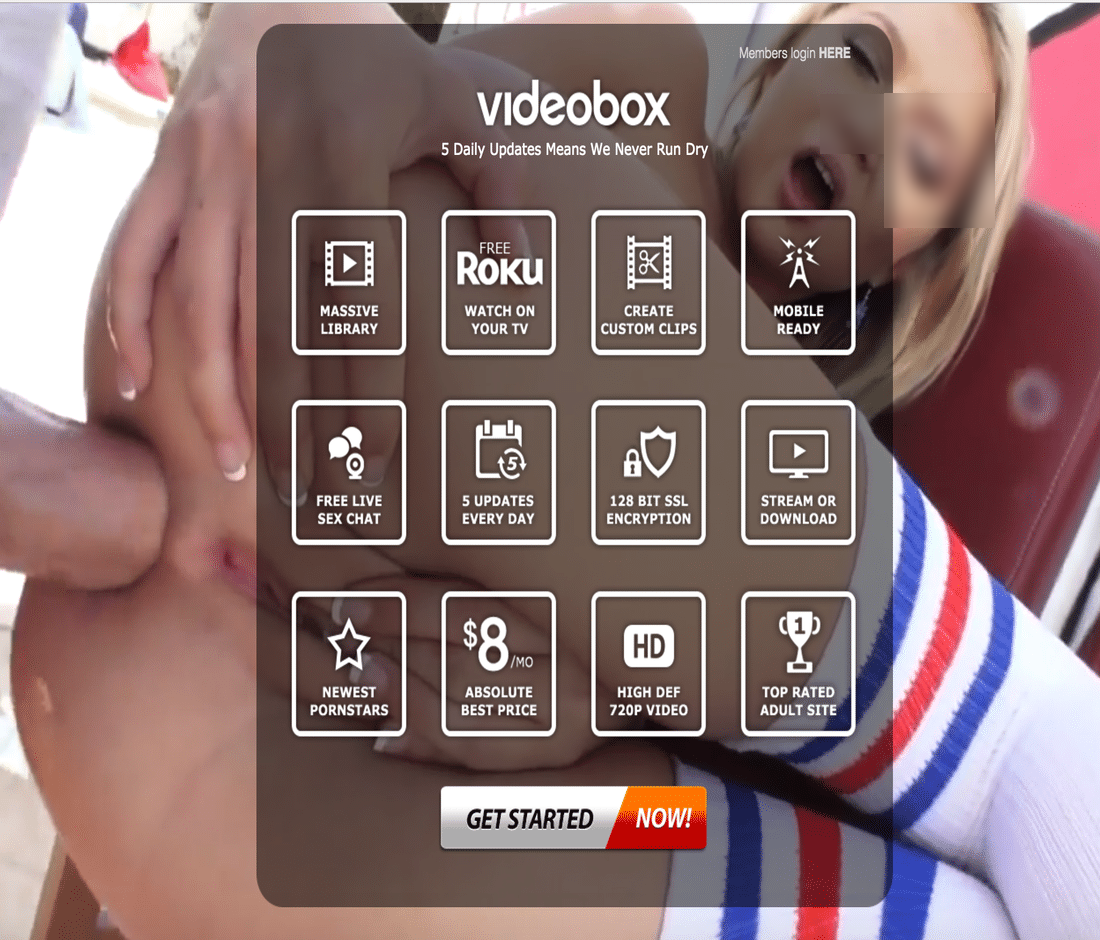 Members login HERE
videobox
5 Daily Updates Means We Never Run Dry
MASSIVE
LIBRARY
FREE
ROKU
WATCH ON
YOUR TV
CREATE
CUSTOM CLIPS
MOBILE
READY
FREE LIVE
SEX CHAT
5
5 UPDATES
EVERY DAY
128 BIT SSL
ENCRYPTION
STREAM OR
DOWNLOAD
NEWEST
PORNSTARS
$8/MO
ABSOLUTE
BEST PRICE
HD
HIGH DEF
720P VIDEO
1
TOP RATED
ADULT SITE
GET STARTED NOW!